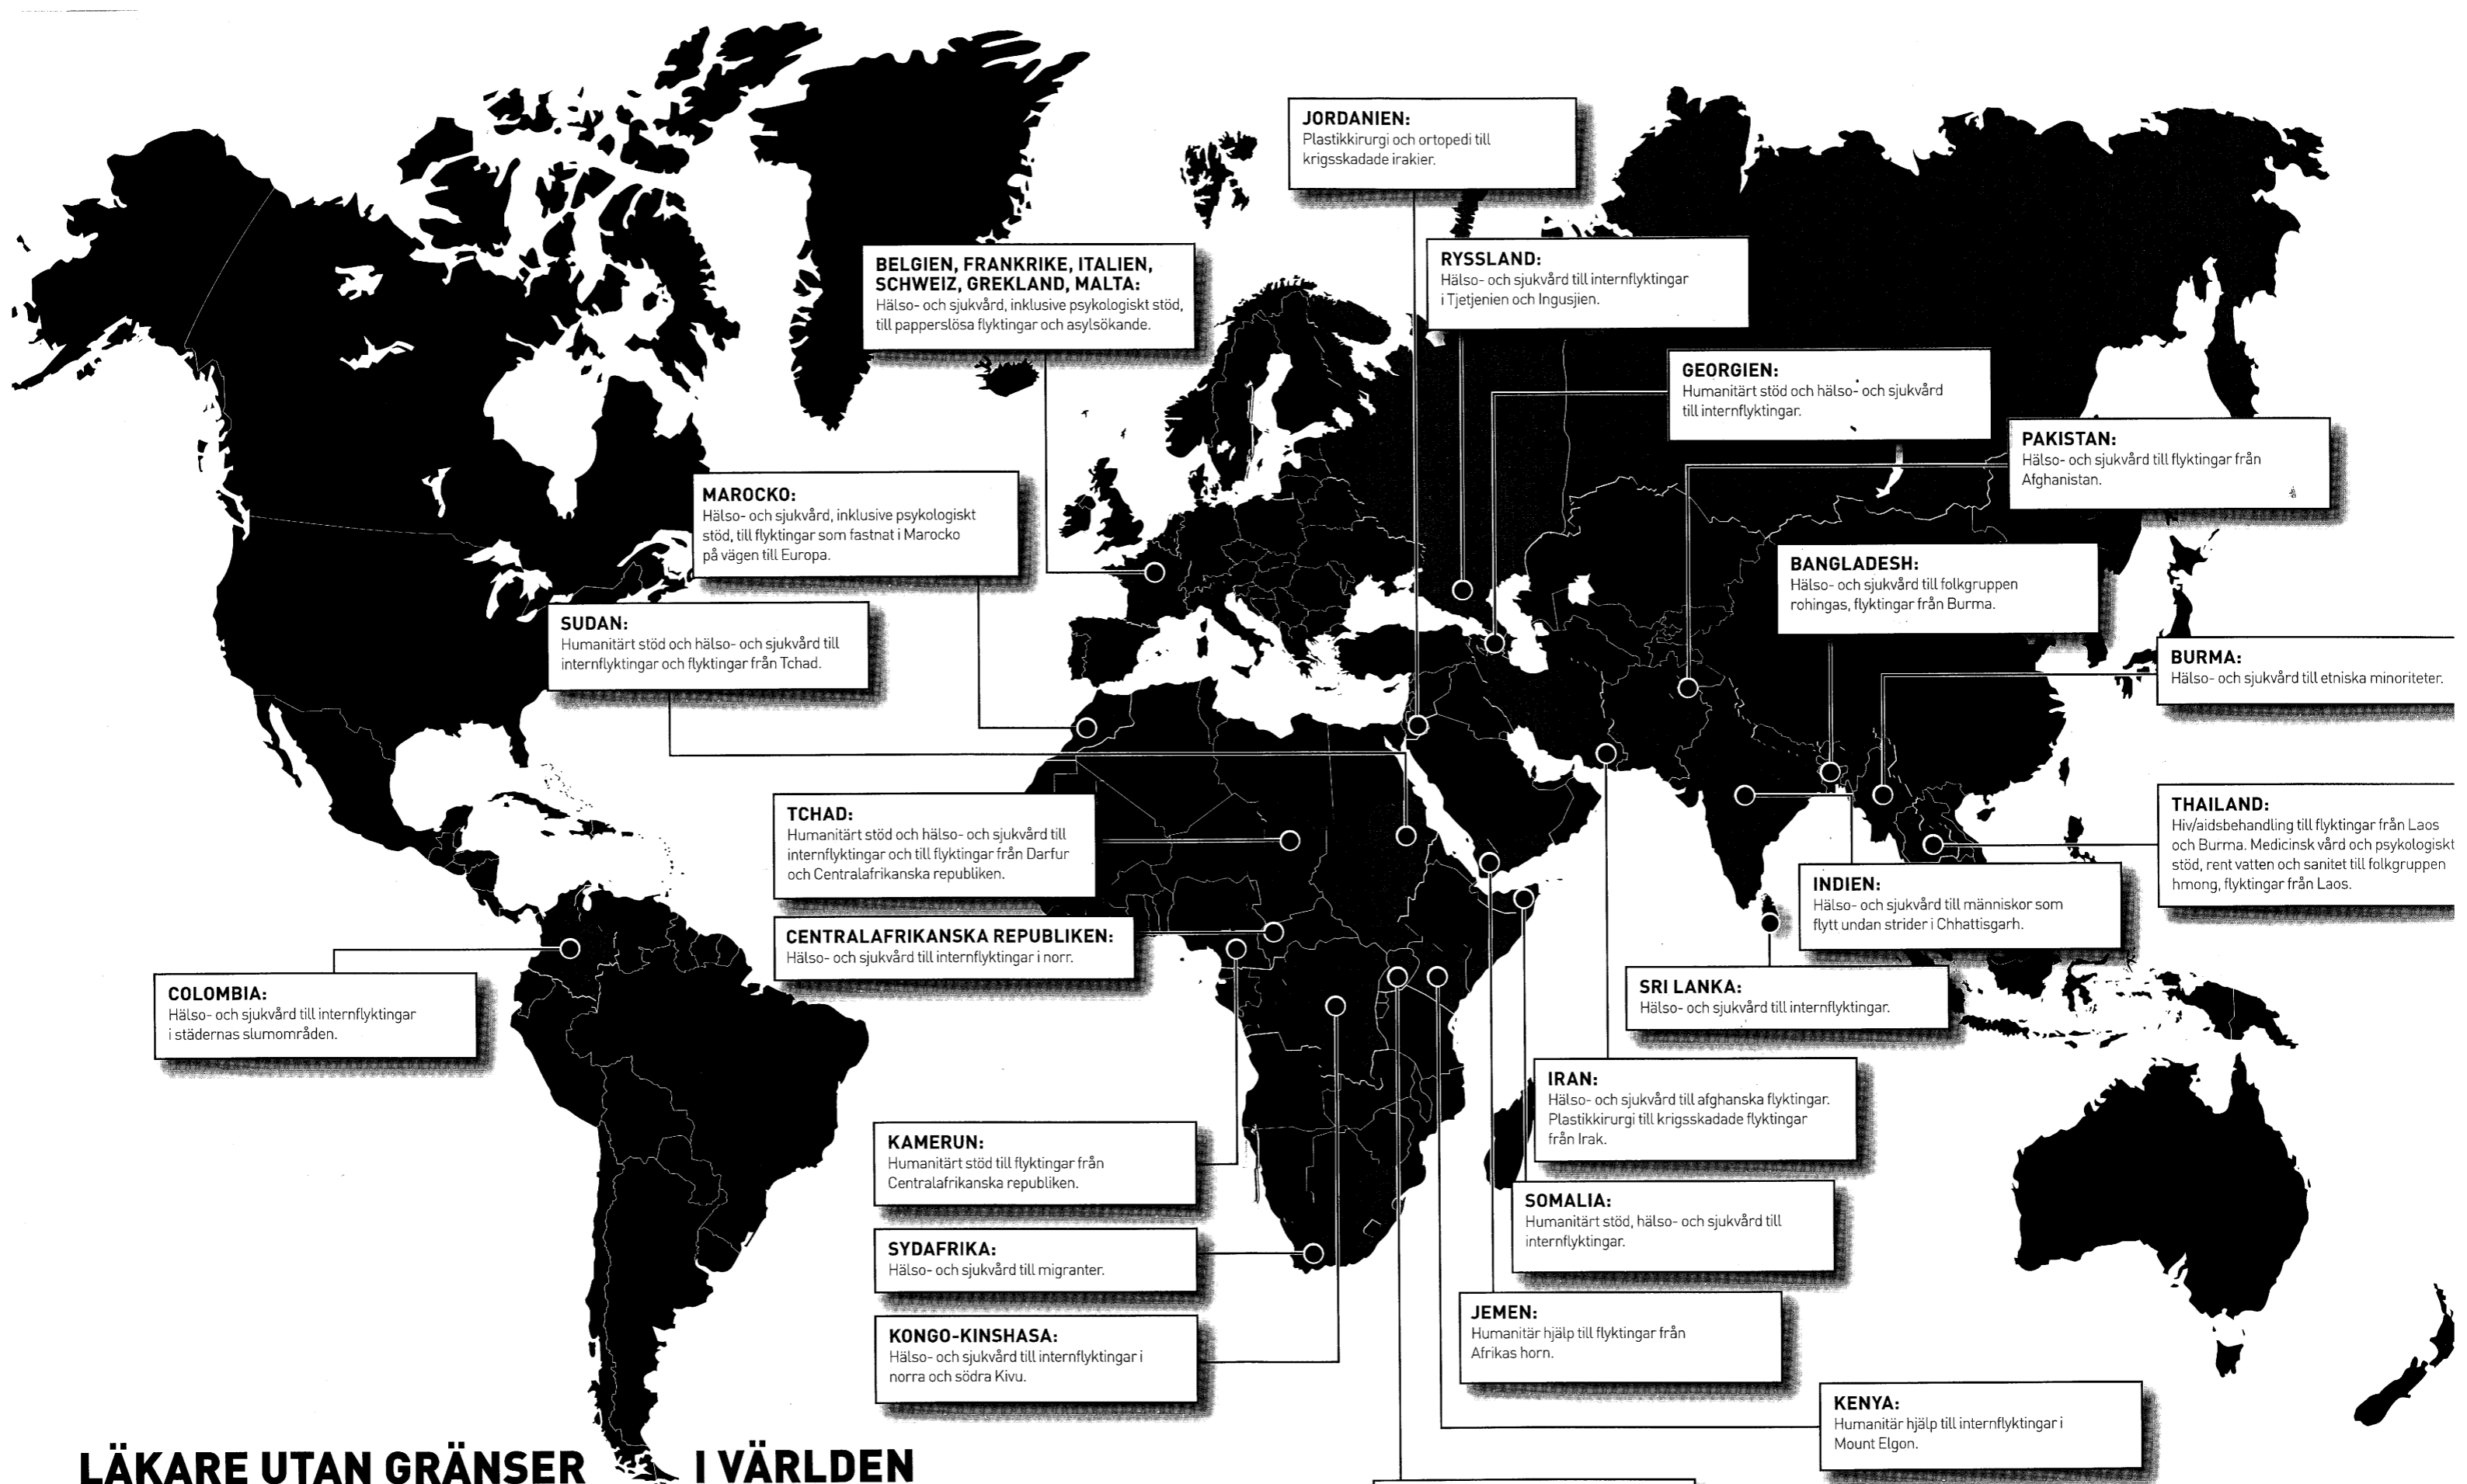 JORDANIEN:
Plastikkirurgi och ortopedi till
krigsskadade irakier.
BELGIEN, FRANKRIKE, ITALIEN,
SCHWEIZ, GREKLAND, MALTA:
Hälso- och sjukvård, inklusive psykologiskt stöd,
till papperslösa flyktingar och asylsökande.
RYSSLAND:
Hälso- och sjukvård till internflyktingar
i Tjetjenien och Ingusjien.
GEORGIEN:
Humanitärt stöd och hälso- och sjukvård
till internflyktingar.
PAKISTAN:
Hälso- och sjukvård till flyktingar från
Afghanistan.
MAROCKO:
Hälso- och sjukvård, inklusive psykologiskt
stöd, till flyktingar som fastnat i Marocko
på vägen till Europa.
BANGLADESH:
Hälso- och sjukvård till folkgruppen
rohingas, flyktingar från Burma.
SUDAN:
Humanitärt stöd och hälso- och sjukvård till
internflyktingar och flyktingar från Tchad.
BURMA:
Hälso- och sjukvård till etniska minoriteter.
TCHAD:
Humanitärt stöd och hälso- och sjukvård till
internflyktingar och till flyktingar från Darfur
och Centralafrikanska republiken.
THAILAND:
Hiv/aidsbehandling till flyktingar från Laos
och Burma. Medicinsk vård och psykologiskt
stöd, rent vatten och sanitet till folkgruppen
hmong, flyktingar från Laos.
INDIEN:
Hälso- och sjukvård till människor som
flytt undan strider i Chhattisgarh.
CENTRALAFRIKANSKA REPUBLIKEN:
Hälso- och sjukvård till internflyktingar i norr.
COLOMBIA:
Hälso- och sjukvård till internflyktingar
i städernas slumområden.
SRI LANKA:
Hälso- och sjukvård till internflyktingar.
IRAN:
Hälso- och sjukvård till afghanska flyktingar.
Plastikkirurgi till krigsskadade flyktingar
från Irak.
KAMERUN:
Humanitärt stöd till flyktingar från
Centralafrikanska republiken.
SOMALIA:
Humanitärt stöd, hälso- och sjukvård till
internflyktingar.
SYDAFRIKA:
Hälso- och sjukvård till migranter.
JEMEN:
Humanitär hjälp till flyktingar från
Afrikas horn.
KONGO-KINSHASA:
Hälso- och sjukvård till internflyktingar i
norra och södra Kivu.
KENYA:
Humanitär hjälp till internflyktingar i
Mount Elgon.
LÄKARE UTAN GRÄNSER I VÄRLDEN